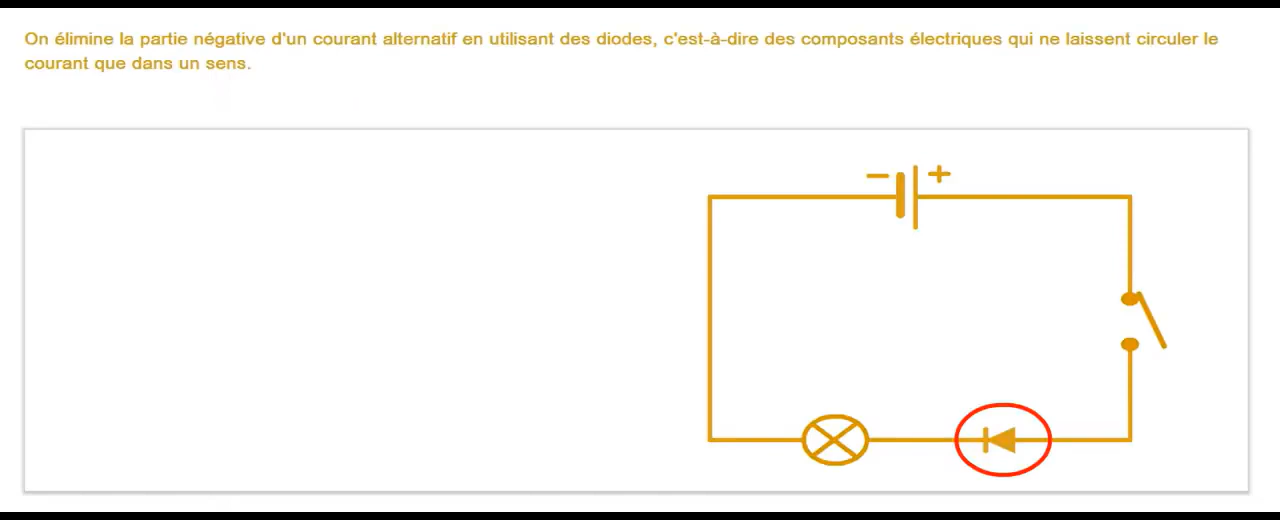 On élimine la partie négative d'un courant alternatif en utilisant des diodes, c'est-à-dire des composants électriques qui ne laissent circuler le
courant que dans un sens.
− +